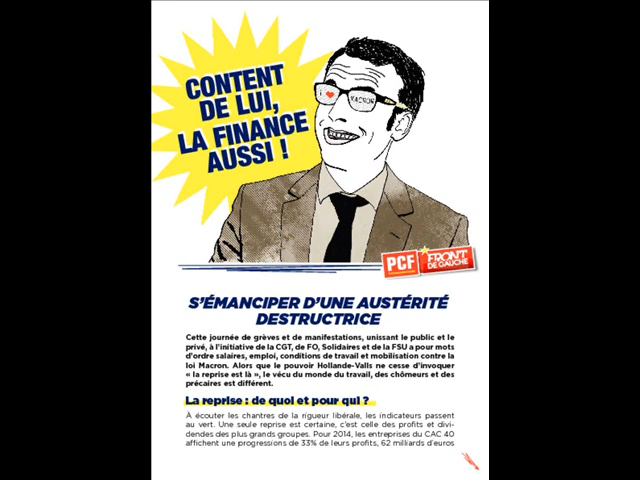 CONTENT
DE LUI,
LA FINANCE
AUSSI !
I ❤ MACRON
PCF
FRONT
DE GAUCHE
S'ÉMANCIPER D'UNE AUSTÉRITÉ
DESTRUCTRICE
Cette journée de grèves et de manifestations, unissant le public et le
privé, à l'initiative de la CGT, de FO, Solidaires et de la FSU a pour mots
d'ordre salaires, emploi, conditions de travail et mobilisation contre la
loi Macron. Alors que le pouvoir Hollande-Valls ne cesse d'invoquer
« la reprise est là », le vécu du monde du travail, des chômeurs et des
précaires est différent.
La reprise : de quoi et pour qui ?
À écouter les chantres de la rigueur libérale, les indicateurs passent
au vert. Une seule reprise est certaine, c'est celle des profits et divi-
dendes des plus grands groupes. Pour 2014, les entreprises du CAC 40
affichent une progressions de 33% de leurs profits, 62 milliards d'euros